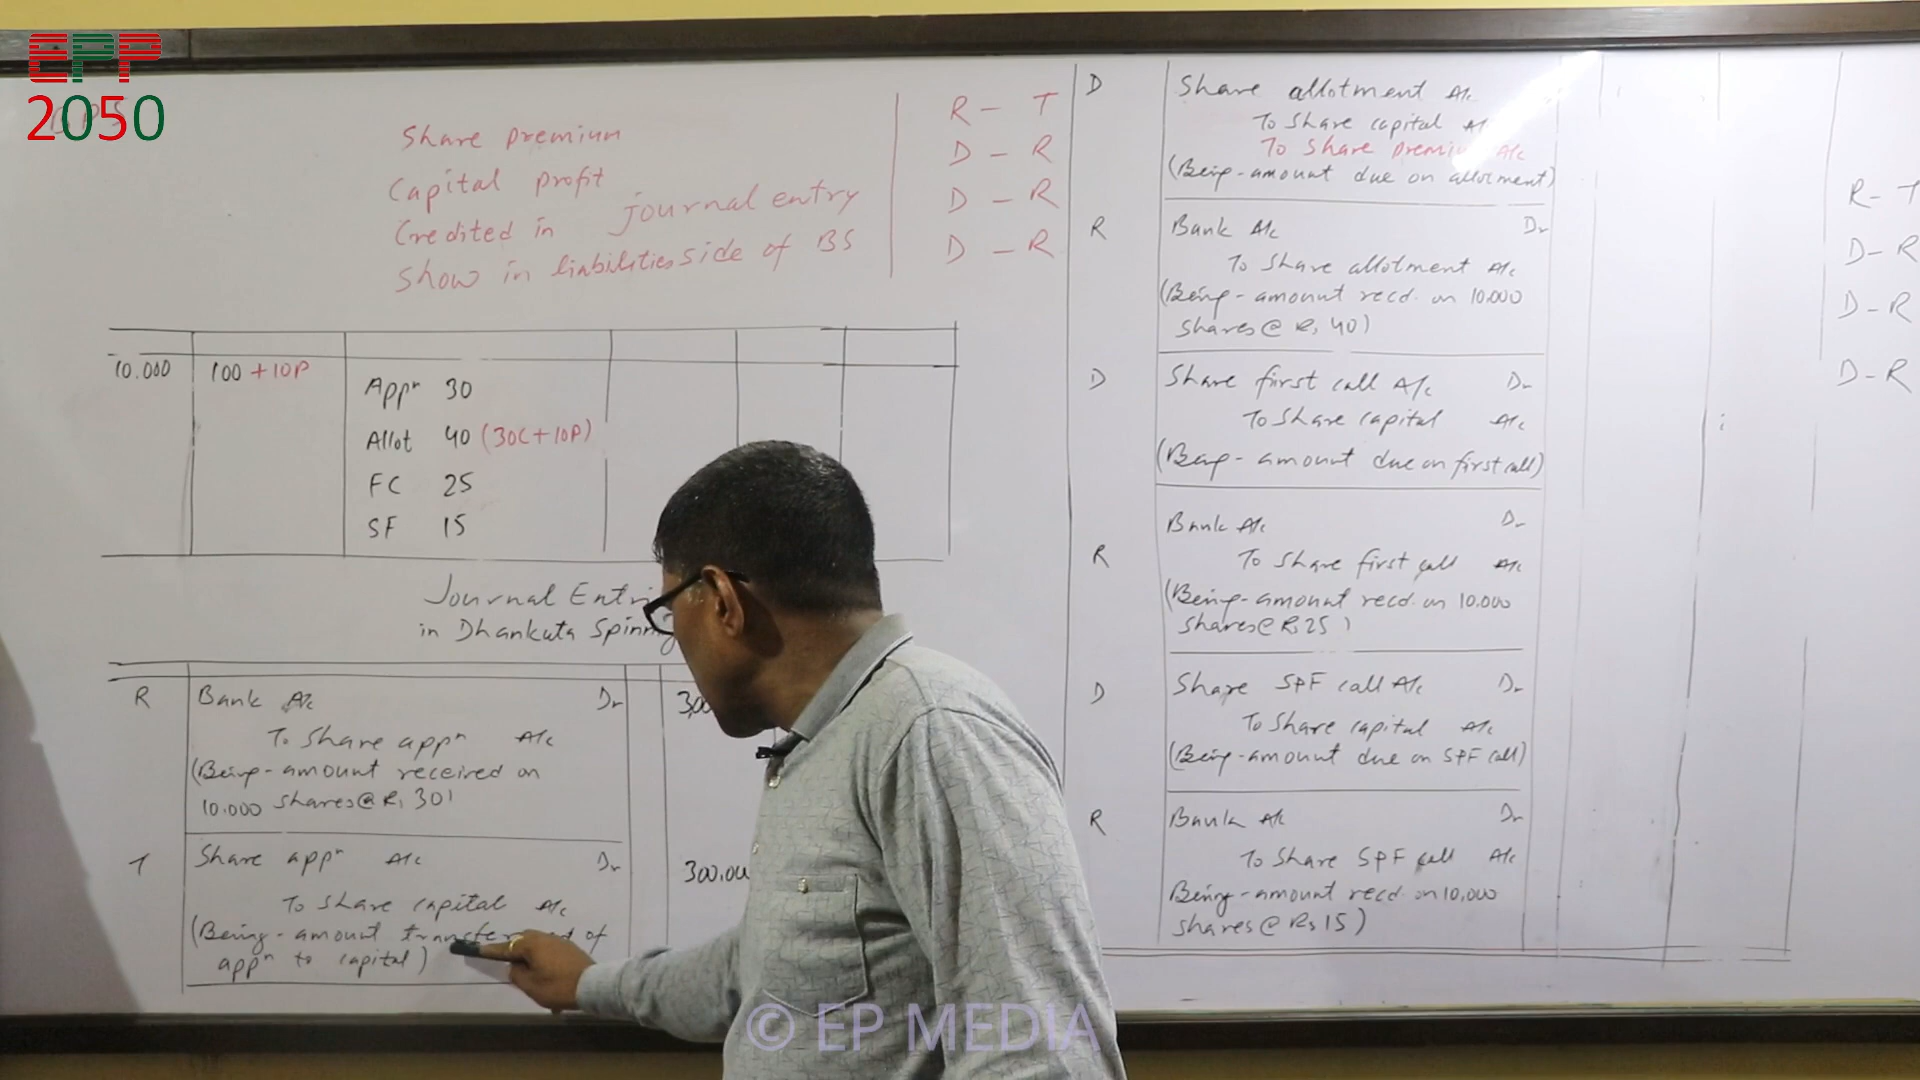 EPP
2050
Share premium
Capital profit
Credited in journal entry
Show in liabilities side of BS
R - T
D - R
D - R
D - R
10.000
100 + 10P
Appⁿ 30
Allot 40 (30C + 10P)
FC 25
SF 15
Journal Entri
in Dhankuta Spinning
R Bank A/c Dr 3,00
To Share appⁿ A/c
(Being - amount received on
10.000 shares @ Rs 30)
T Share appⁿ A/c Dr 300,00
To Share capital A/c
(Being - amount of
appⁿ to capital)
D Share allotment A/c
To Share capital A/c
To Share premium A/c
(Being - amount due on allotment)
R Bank A/c Dr
To Share allotment A/c
(Being - amount recd. on 10.000
Shares @ Rs 40)
D Share first call A/c Dr
To Share capital A/c
(Being - amount due on first call)
R Bank A/c Dr
To Share first call A/c
(Being - amount recd. on 10.000
Shares @ Rs 25)
D Share SPF call A/c Dr
To Share capital A/c
(Being - amount due on SPF call)
R Bank A/c Dr
To Share SPF call A/c
Being - amount recd on 10,000
shares @ Rs 15)
R - T
D - R
D - R
D - R
© EP MEDIA